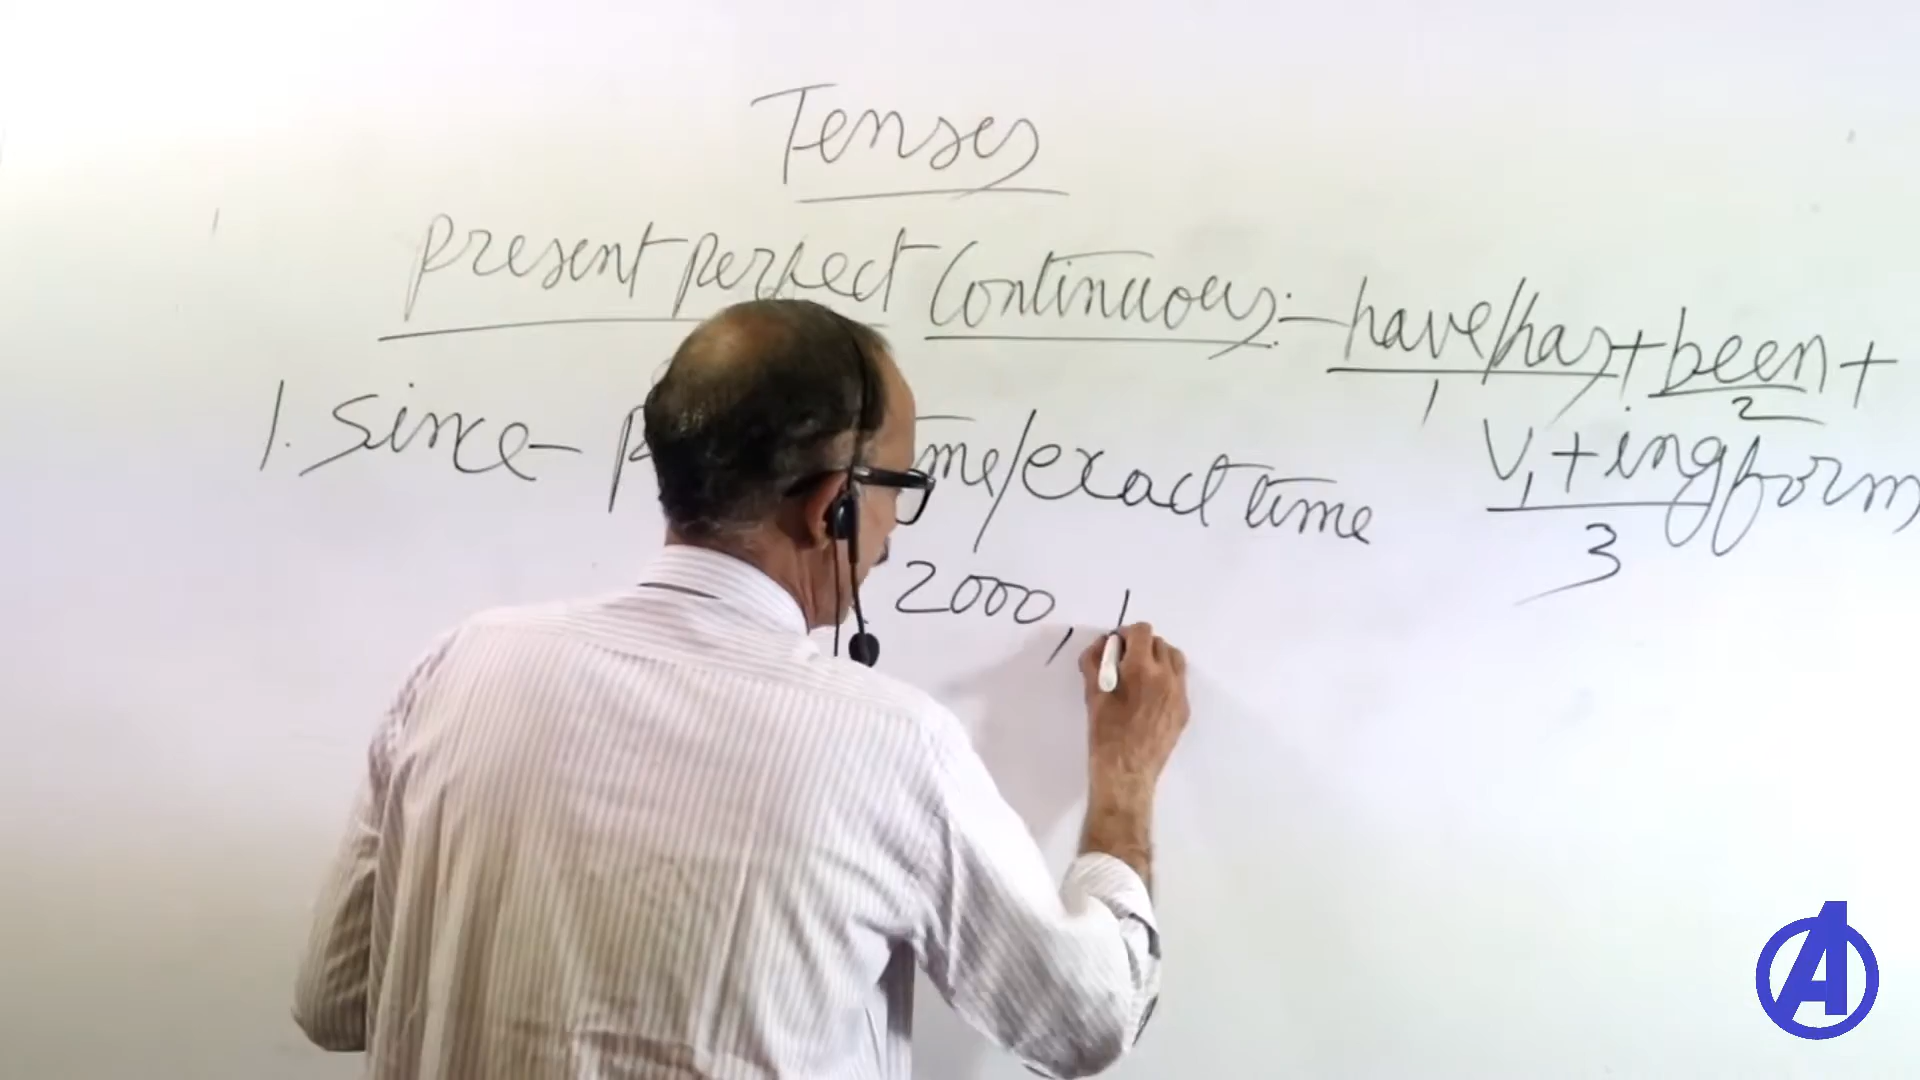 Tenses
present perfect Continuous:- have/has + been +
V1 + ing form
1 2
3
1. Since- me/exact time
2000,